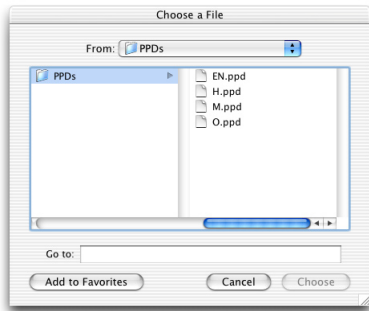 Choose a File
From: PPDs
PPDs
EN.ppd
H.ppd
M.ppd
O.ppd
Go to:
Add to Favorites
Cancel
Choose